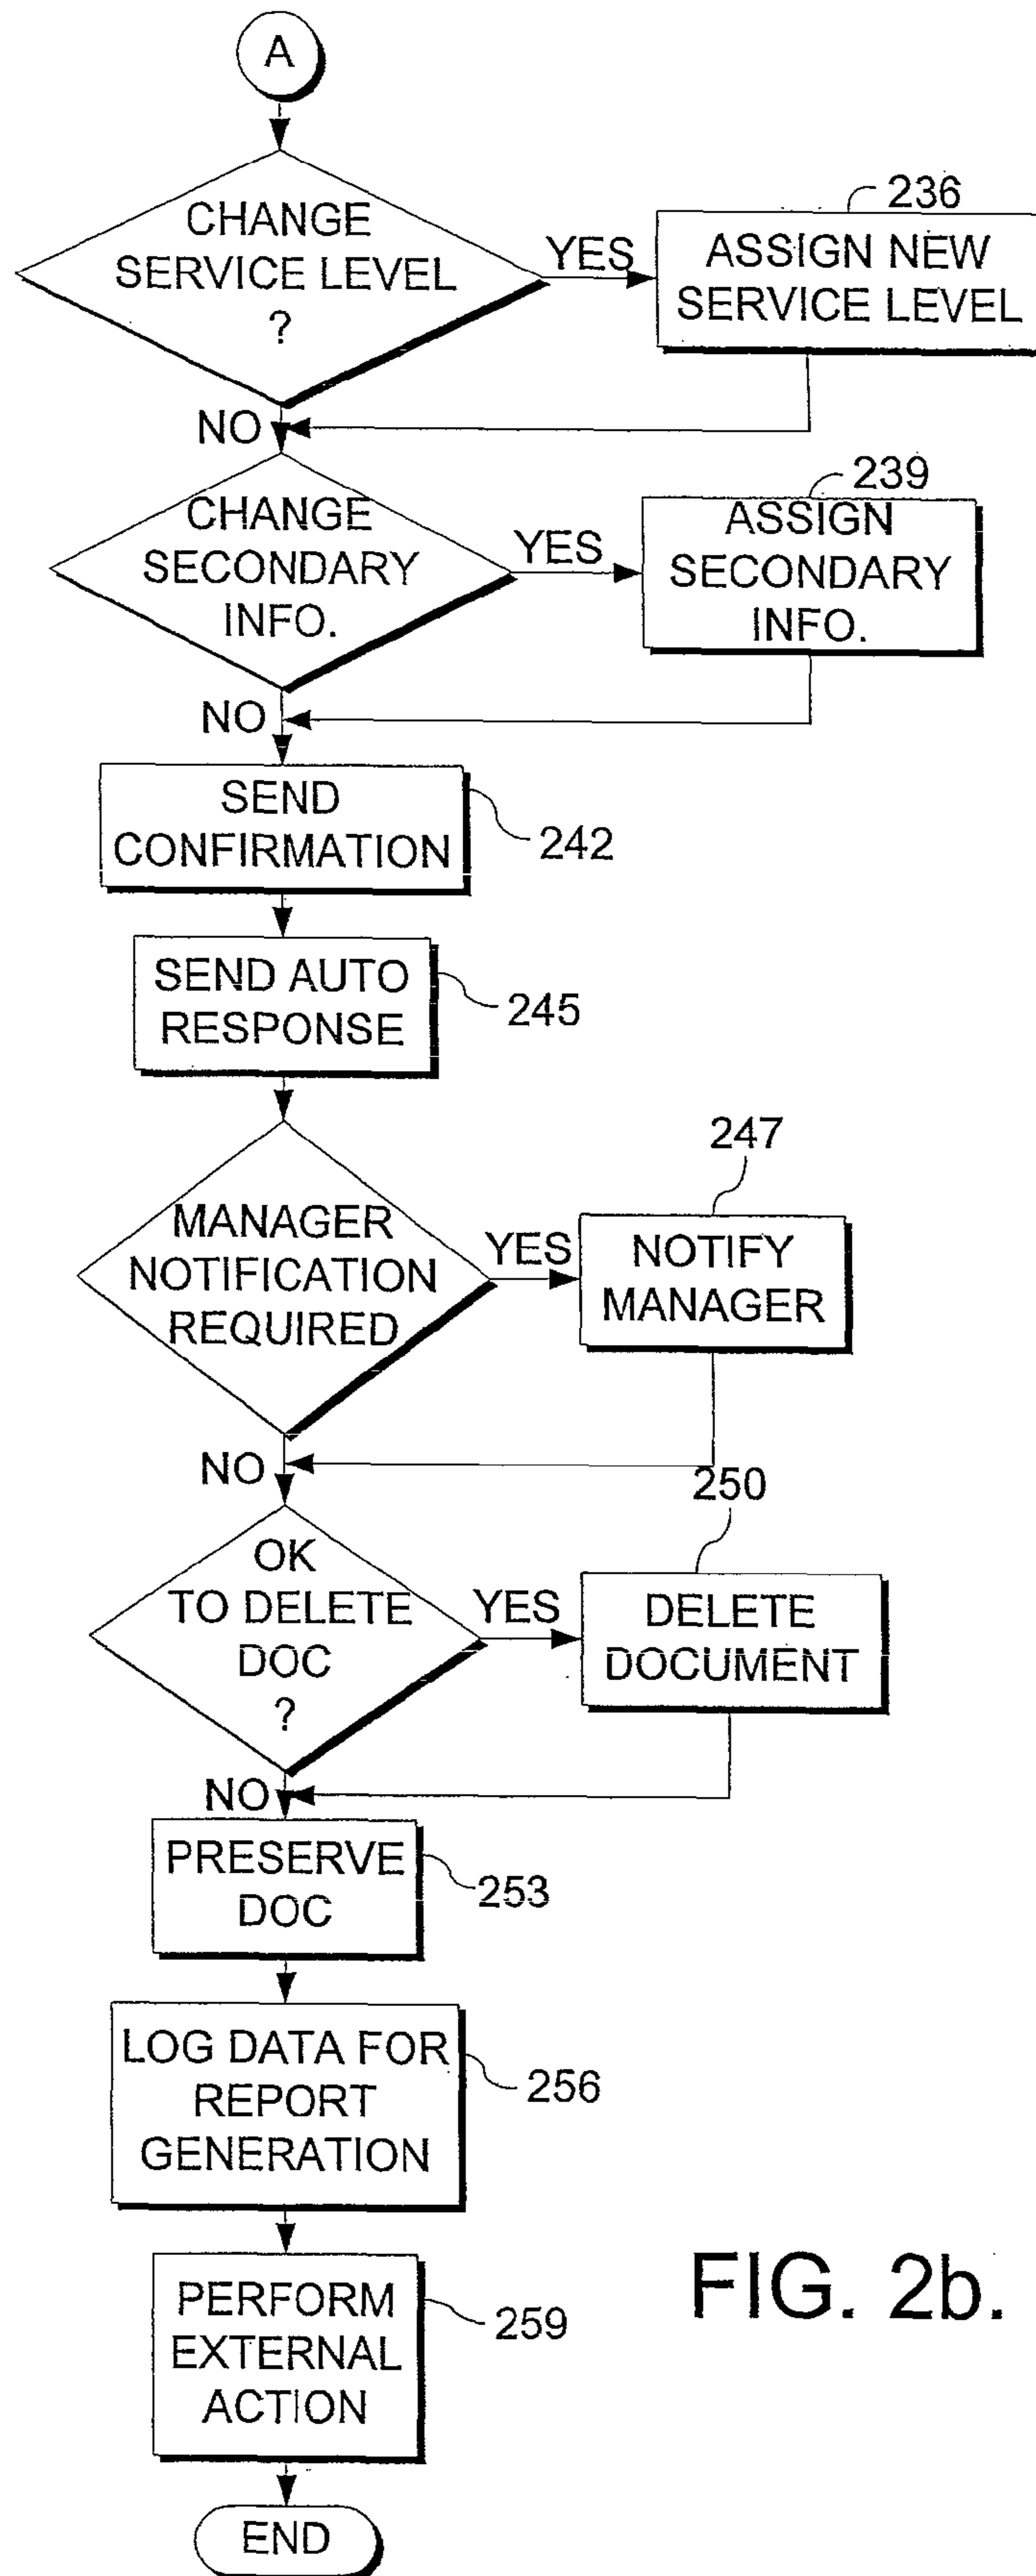 A
CHANGE
SERVICE LEVEL
?
YES
236
ASSIGN NEW
SERVICE LEVEL
NO
CHANGE
SECONDARY
INFO.
YES
239
ASSIGN
SECONDARY
INFO.
NO
SEND
CONFIRMATION
242
SEND AUTO
RESPONSE
245
MANAGER
NOTIFICATION
REQUIRED
YES
247
NOTIFY
MANAGER
NO
OK
TO DELETE
DOC
?
YES
250
DELETE
DOCUMENT
NO
PRESERVE
DOC
253
LOG DATA FOR
REPORT
GENERATION
256
PERFORM
EXTERNAL
ACTION
259
END
FIG. 2b.